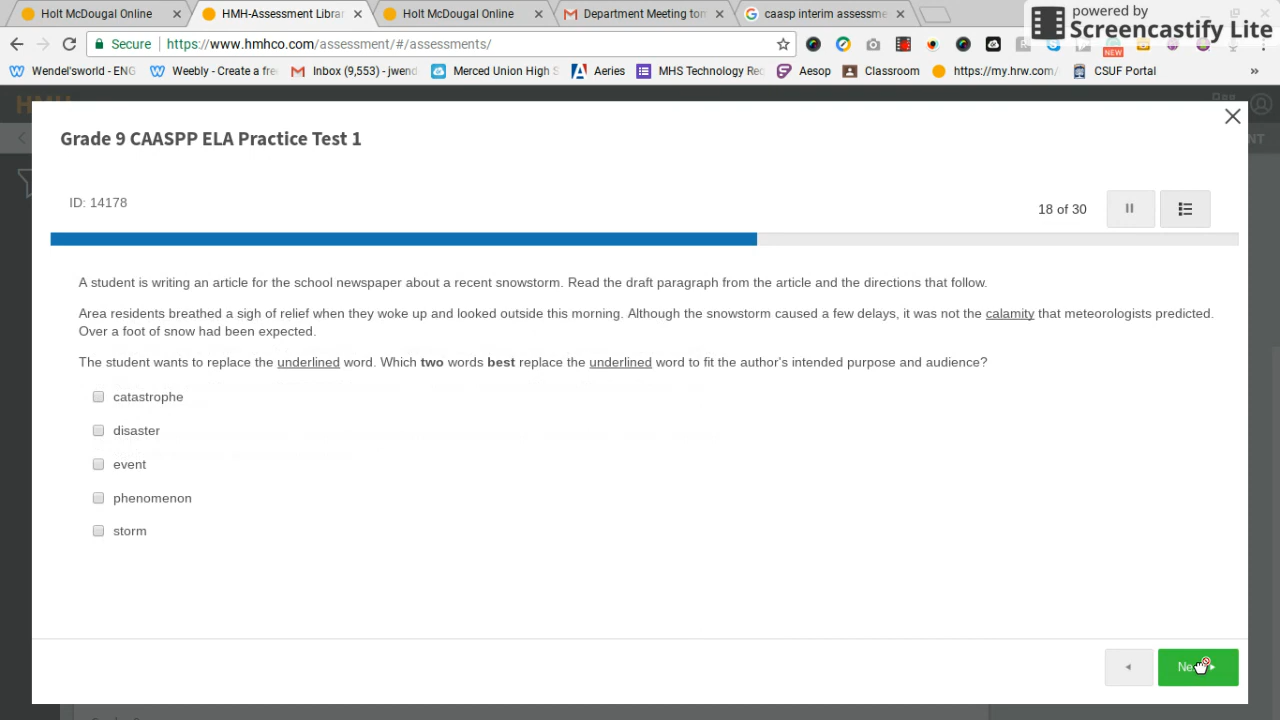 Holt McDougal Online
HMH-Assessment Libra
Holt McDougal Online
Department Meeting tom
caasp interim assessme
powered by
Screencastify Lite
Secure
https://www.hmhco.com/assessment/#/assessments/
NEW
Wendel'sworld - ENG
Weebly - Create a fre
Inbox (9,553) - jwend
Merced Union High S
Aeries
MHS Technology Req
Aesop
Classroom
https://my.hrw.com/
CSUF Portal
»
HMH
NT
Grade 9 CAASPP ELA Practice Test 1
ID: 14178
18 of 30
A student is writing an article for the school newspaper about a recent snowstorm. Read the draft paragraph from the article and the directions that follow.
Area residents breathed a sigh of relief when they woke up and looked outside this morning. Although the snowstorm caused a few delays, it was not the calamity that meteorologists predicted.
Over a foot of snow had been expected.
The student wants to replace the underlined word. Which two words best replace the underlined word to fit the author's intended purpose and audience?
catastrophe
disaster
event
phenomenon
storm